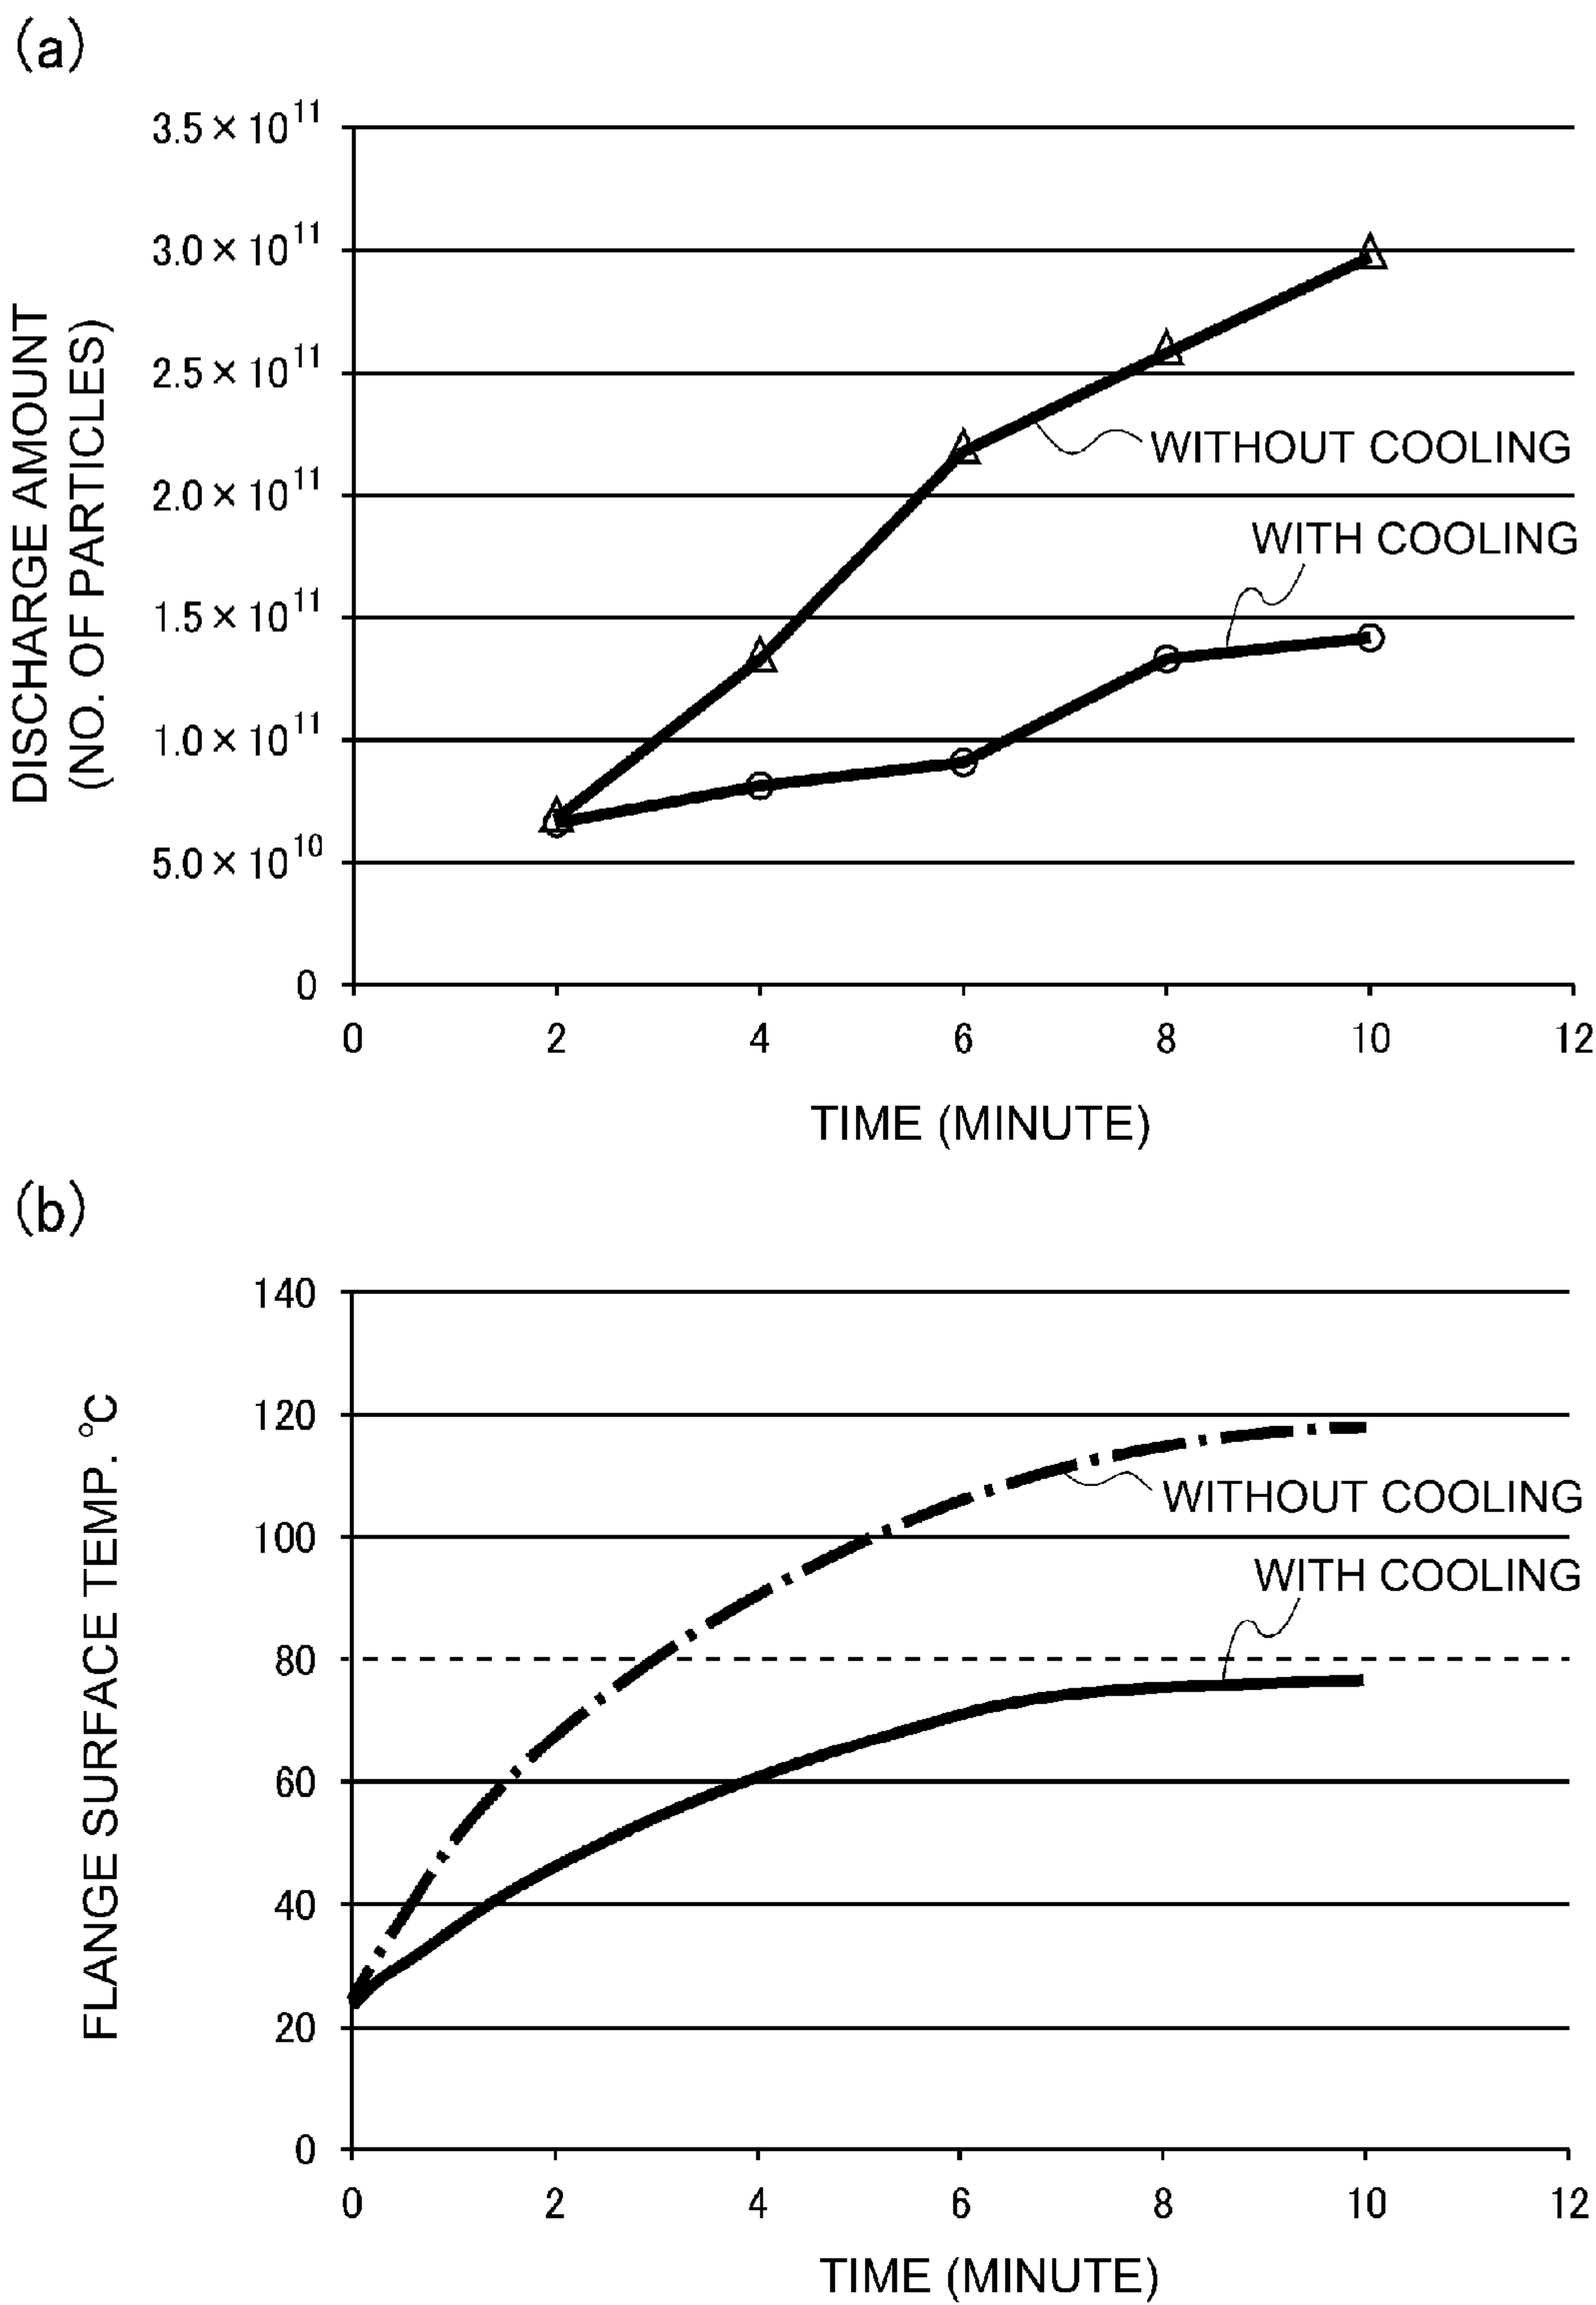 (a)
3.5×10¹¹
3.0×10¹¹
2.5×10¹¹
2.0×10¹¹
1.5×10¹¹
1.0×10¹¹
5.0×10¹⁰
0
DISCHARGE AMOUNT
(NO. OF PARTICLES)
WITHOUT COOLING
WITH COOLING
0 2 4 6 8 10 12
TIME (MINUTE)
(b)
140
120
100
80
60
40
20
0
FLANGE SURFACE TEMP. °C
WITHOUT COOLING
WITH COOLING
0 2 4 6 8 10 12
TIME (MINUTE)